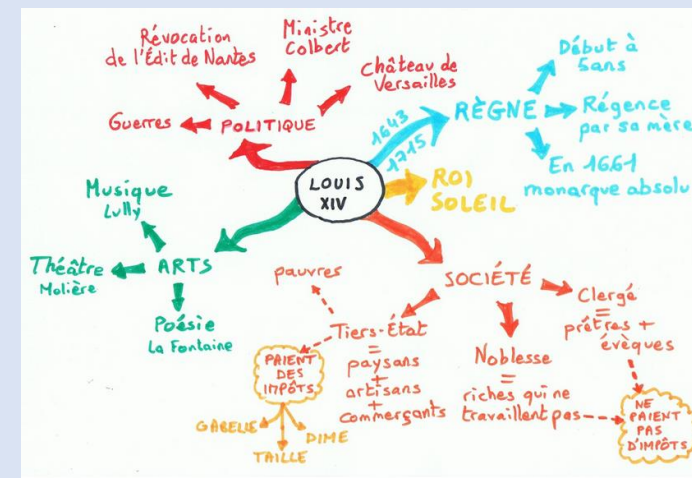 Révocation
de l'Édit de Nantes
Ministre
Colbert
Château de
Versailles
Guerres
POLITIQUE
1643
1715
RÈGNE
Début à
5ans
Régence
par sa mère
En 1661
monarque absolu
LOUIS
XIV
ROI
SOLEIL
Musique
Lully
Théâtre
Molière
ARTS
Poésie
La Fontaine
SOCIÉTÉ
pauvres
Tiers-État
=
paysans
+
artisans
+
commerçants
PAIENT
DES
IMPÔTS
GABELLE
TAILLE
DIME
Noblesse
=
riches qui ne
travaillent pas
Clergé
=
prêtres +
évèques
NE
PAIENT
PAS
D'IMPÔTS